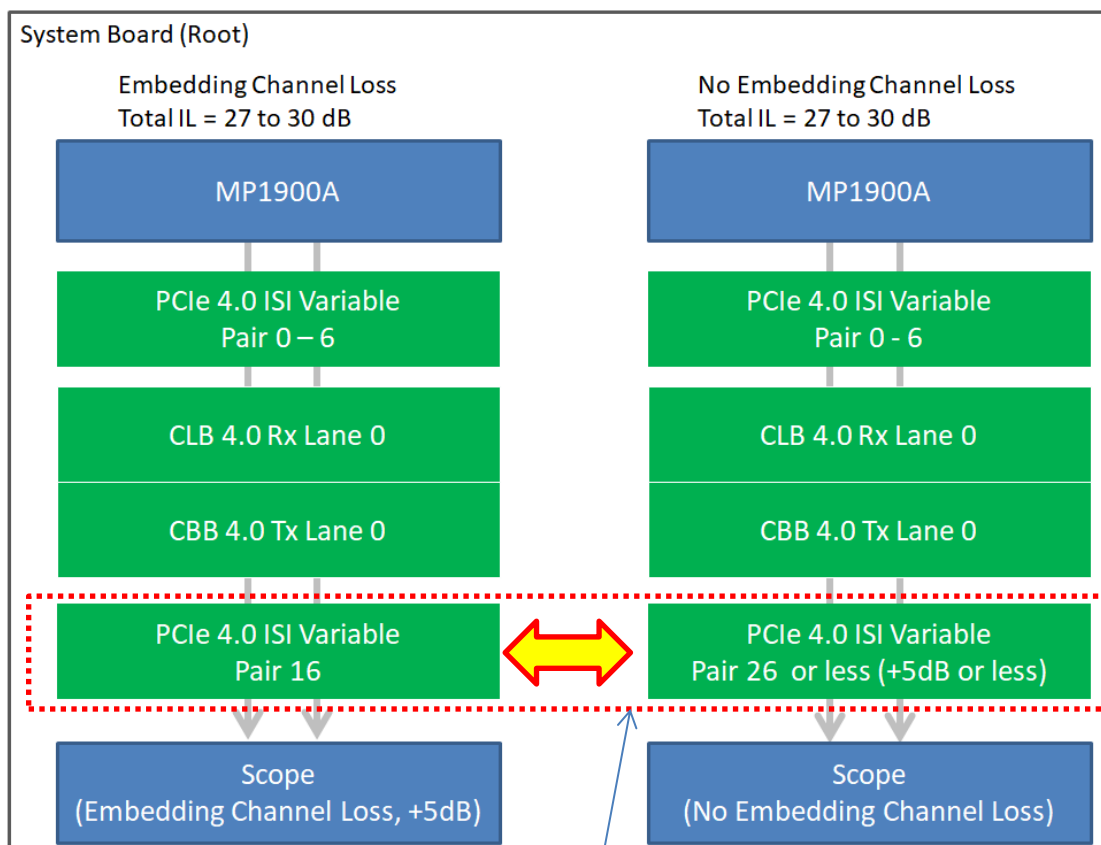 System Board (Root)
Embedding Channel Loss
Total IL = 27 to 30 dB
MP1900A
PCIe 4.0 ISI Variable
Pair 0 – 6
CLB 4.0 Rx Lane 0
CBB 4.0 Tx Lane 0
PCIe 4.0 ISI Variable
Pair 16
Scope
(Embedding Channel Loss, +5dB)
No Embedding Channel Loss
Total IL = 27 to 30 dB
MP1900A
PCIe 4.0 ISI Variable
Pair 0 - 6
CLB 4.0 Rx Lane 0
CBB 4.0 Tx Lane 0
PCIe 4.0 ISI Variable
Pair 26 or less (+5dB or less)
Scope
(No Embedding Channel Loss)